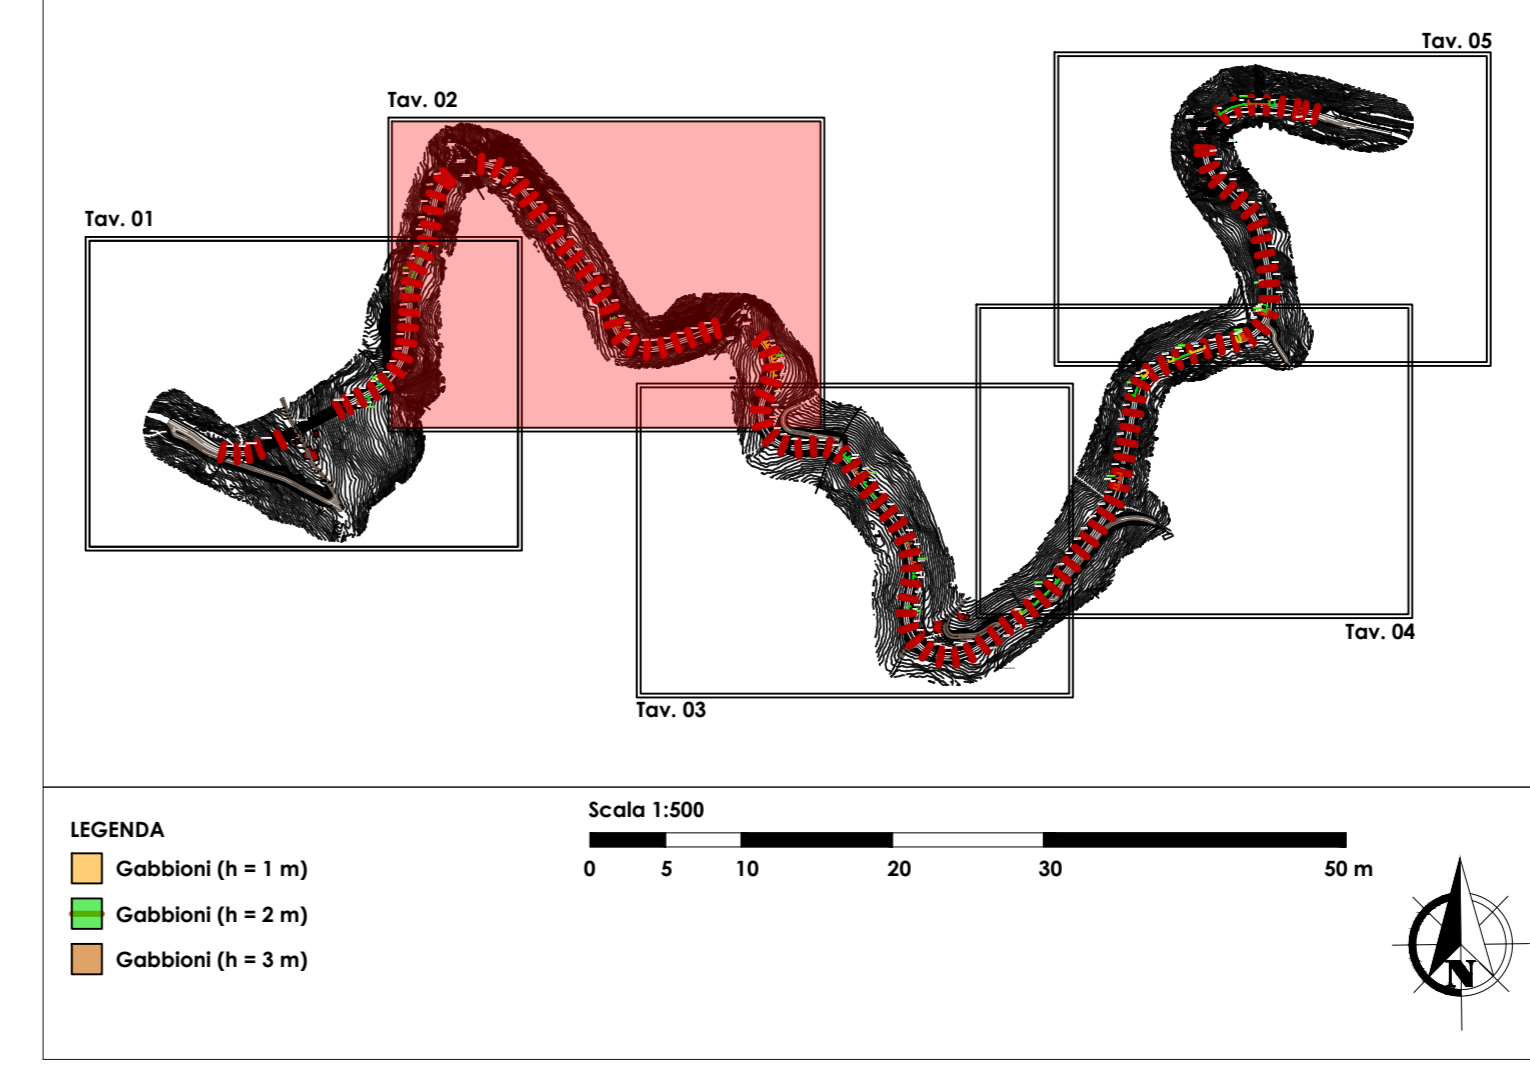 Tav. 05
Tav. 02
Tav. 01
Tav. 04
Tav. 03
LEGENDA
Gabbioni (h = 1 m)
Gabbioni (h = 2 m)
Gabbioni (h = 3 m)
Scala 1:500
0 5 10 20 30 50 m
N